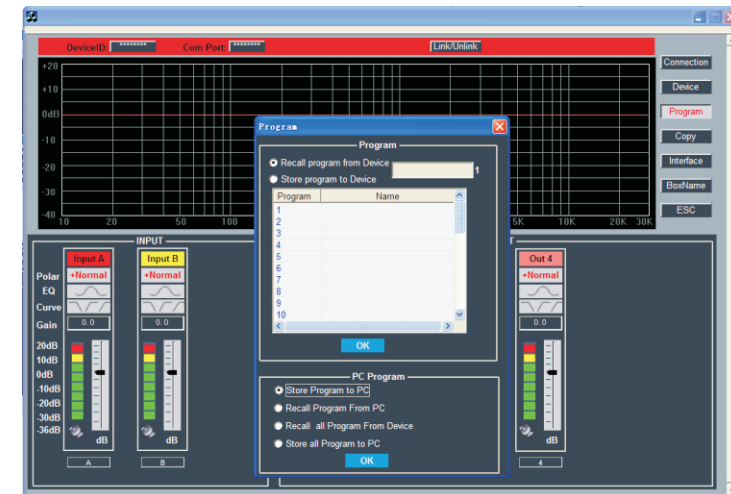 DeviceID: ******** Com Port: ******** Link/Unlink
+20
+10
0dB
-10
-20
-30
-40
10 20 50 100 5K 10K 20K 30K
Connection
Device
Program
Copy
Interface
BoxName
ESC
Program
Program
Recall program from Device
1
Store program to Device
Program Name
1
2
3
4
5
6
7
8
9
10
OK
PC Program
Store Program to PC
Recall Program From PC
Recall all Program From Device
Store all Program to PC
OK
INPUT
Input A Input B
Polar +Normal +Normal
EQ
Curve
Gain 0.0 0.0
20dB
10dB
0dB
-10dB
-20dB
-30dB
-36dB
dB dB
A B
T
Out 4
+Normal
0.0
dB
4